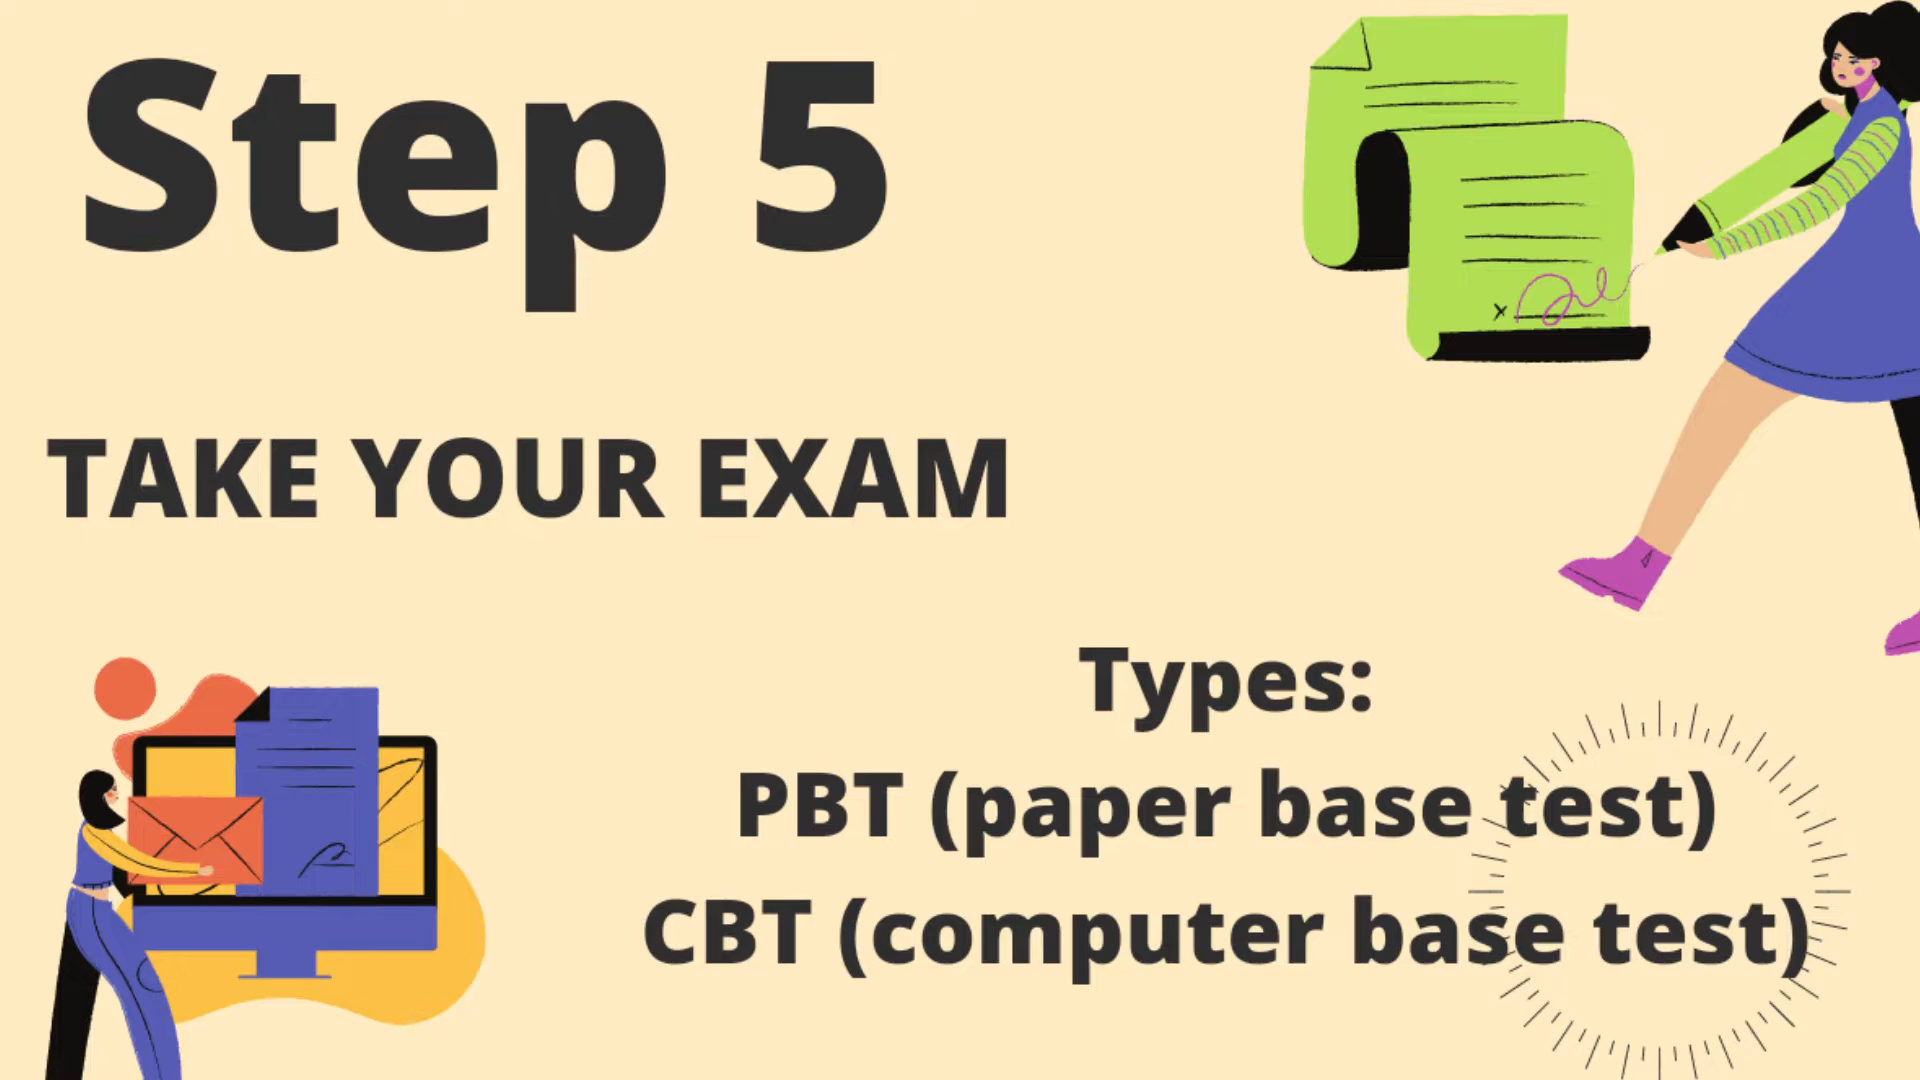 Step 5
TAKE YOUR EXAM
Types:
PBT (paper base test)
CBT (computer base test)